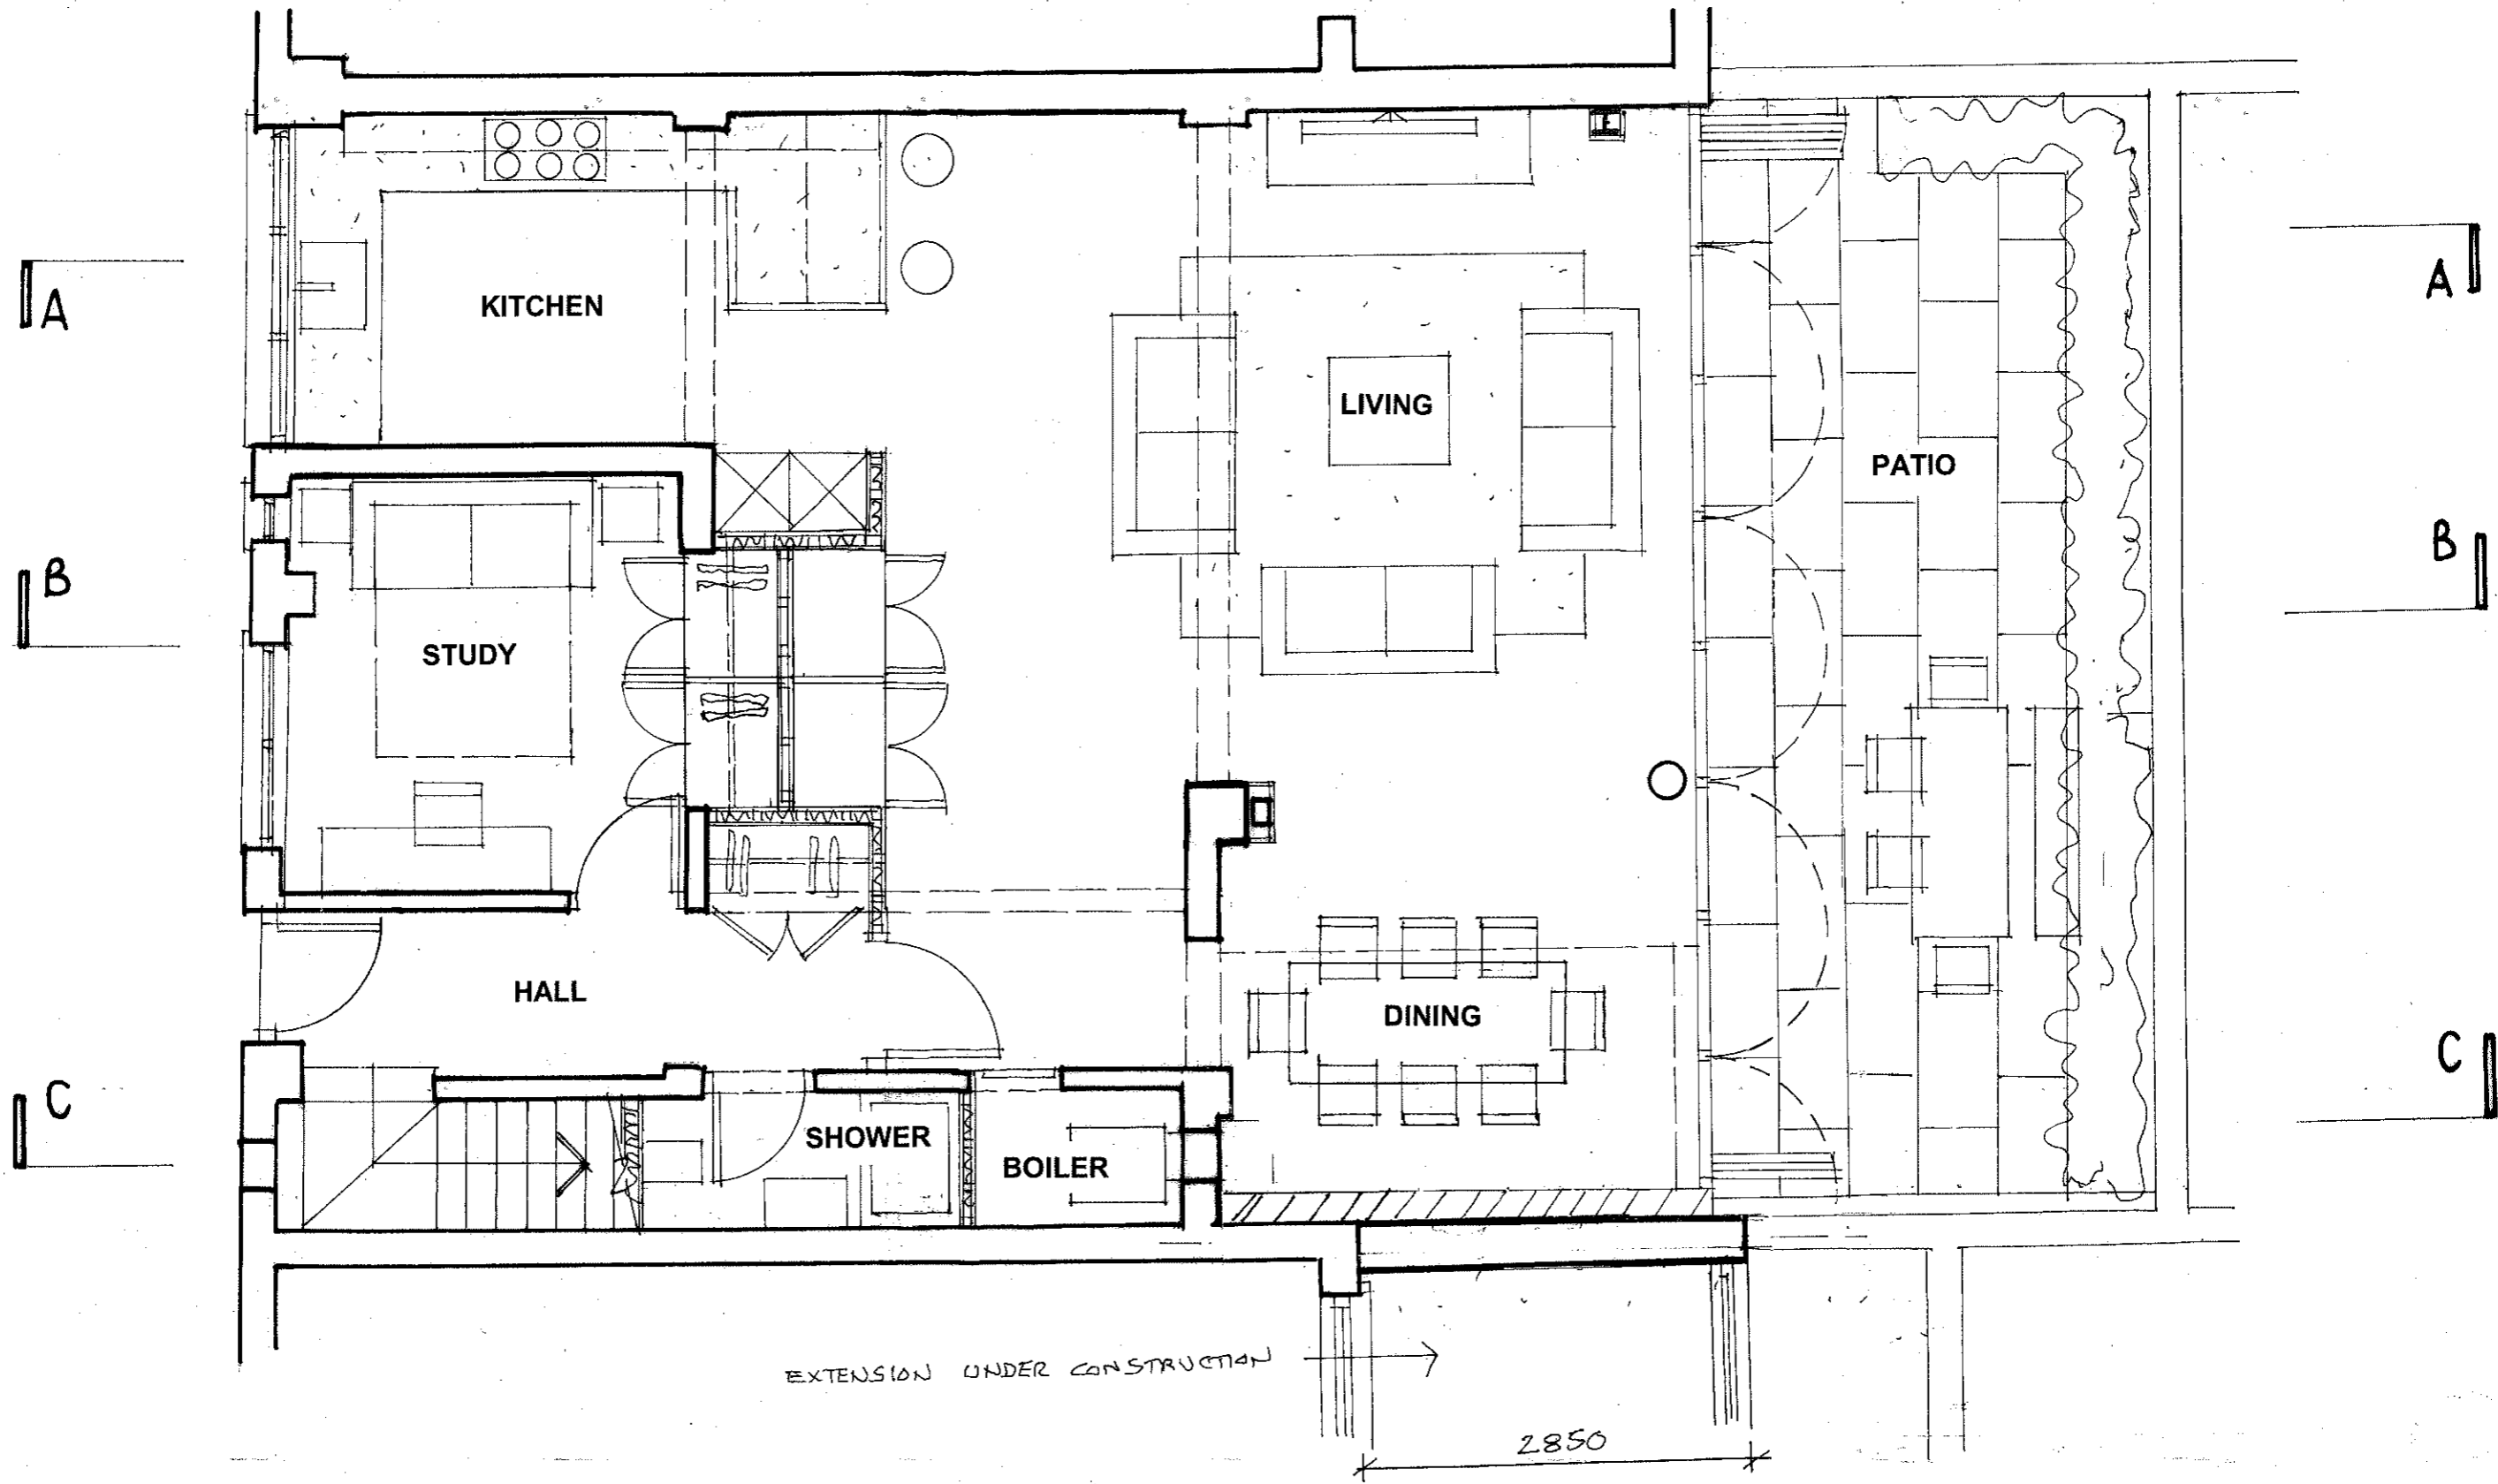 F
A
KITCHEN
A
LIVING
PATIO
B
B
STUDY
HALL
DINING
C
C
SHOWER
BOILER
EXTENSION UNDER CONSTRUCTION
2850